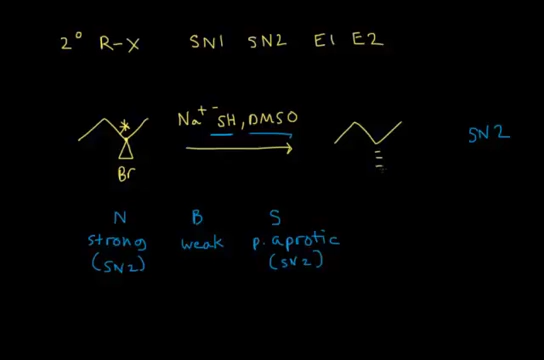 2° R-X SN1 SN2 E1 E2
Na⁺ ⁻SH, DMSO
*
SN2
Br
N B S
strong weak p. aprotic
(SN2) (SN2)